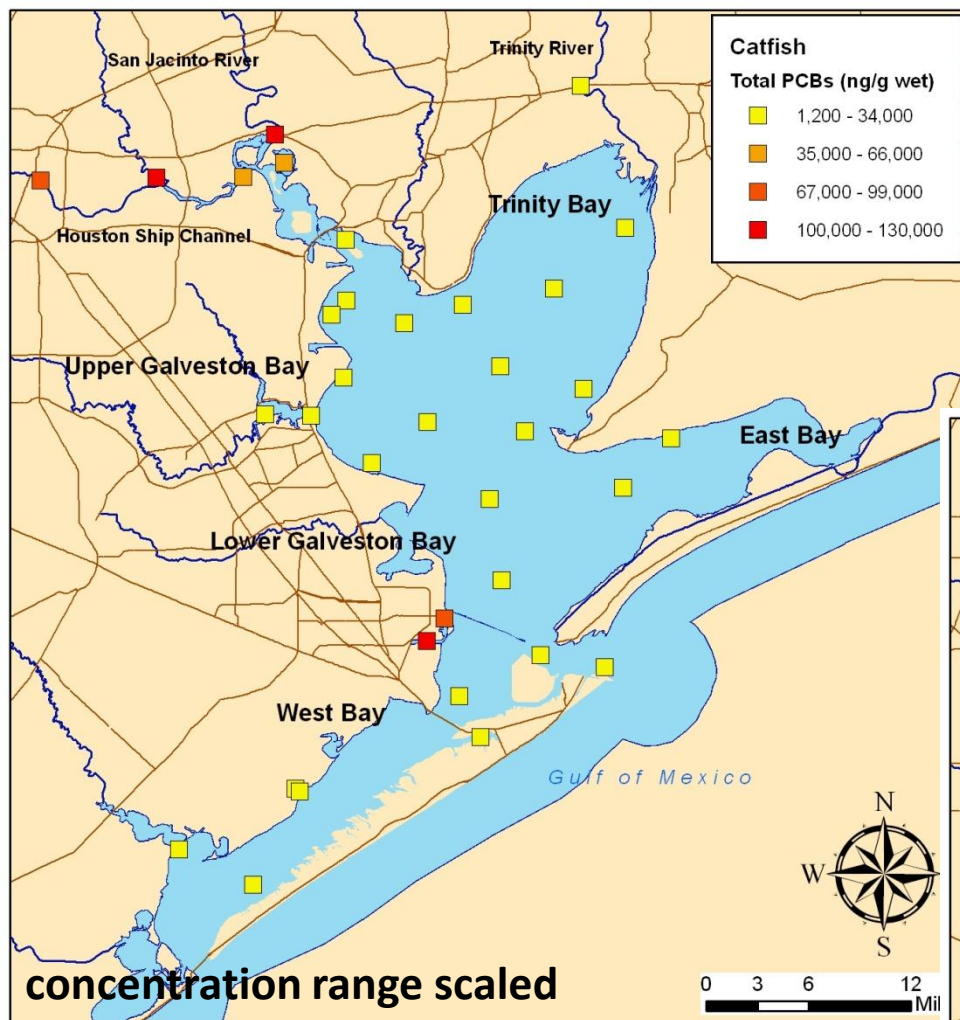 San Jacinto River
Trinity River
Catfish
Total PCBs (ng/g wet)
1,200 - 34,000
35,000 - 66,000
67,000 - 99,000
100,000 - 130,000
Trinity Bay
Houston Ship Channel
Upper Galveston Bay
East Bay
Lower Galveston Bay
West Bay
Gulf of Mexico
N
W
S
concentration range scaled
0 3 6 12
Mil